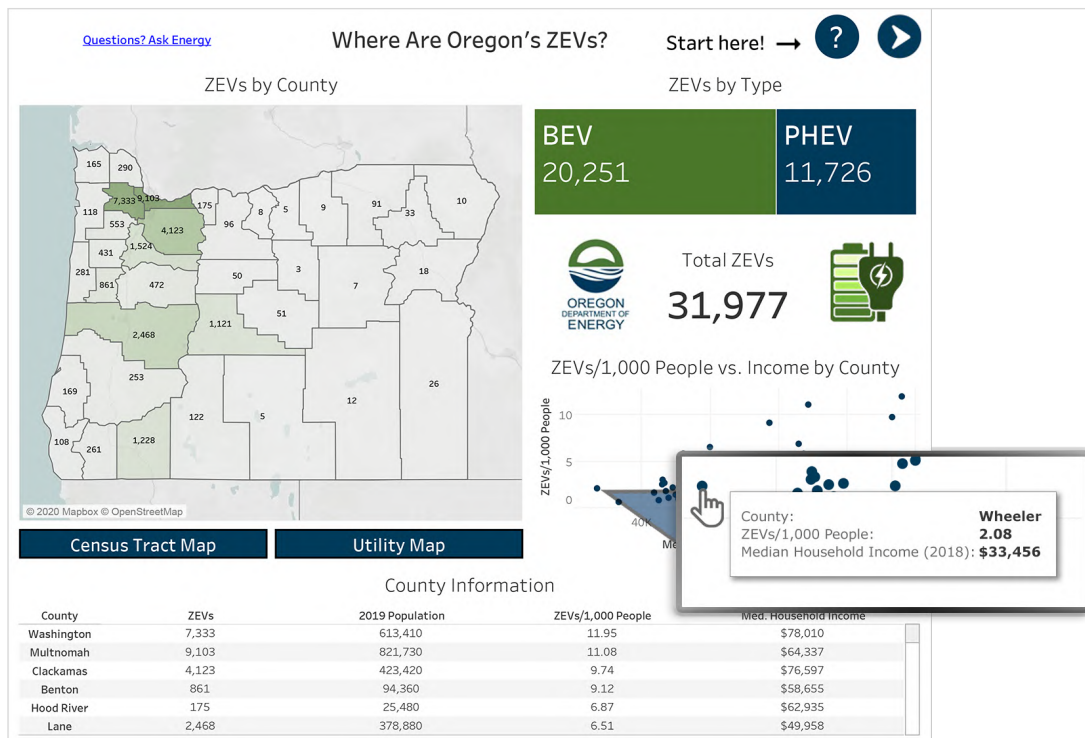 Questions? Ask Energy
Where Are Oregon's ZEVs?
Start here! →
?
ZEVs by County
ZEVs by Type
165
290
7,333
9,103
118
553
4,123
1,524
431
281
861
472
2,468
175
96
8
5
9
91
33
10
50
3
7
18
51
1,121
253
169
108
261
1,228
122
5
12
26
© 2020 Mapbox © OpenStreetMap
BEV
20,251
PHEV
11,726
OREGON
DEPARTMENT OF
ENERGY
Total ZEVs
31,977
ZEVs/1,000 People vs. Income by County
ZEVs/1,000 People
10
5
0
40K
County: Wheeler
ZEVs/1,000 People: 2.08
Median Household Income (2018): $33,456
Census Tract Map
Utility Map
County Information
County ZEVs 2019 Population ZEVs/1,000 People Med. Household Income
Washington 7,333 613,410 11.95 $78,010
Multnomah 9,103 821,730 11.08 $64,337
Clackamas 4,123 423,420 9.74 $76,597
Benton 861 94,360 9.12 $58,655
Hood River 175 25,480 6.87 $62,935
Lane 2,468 378,880 6.51 $49,958